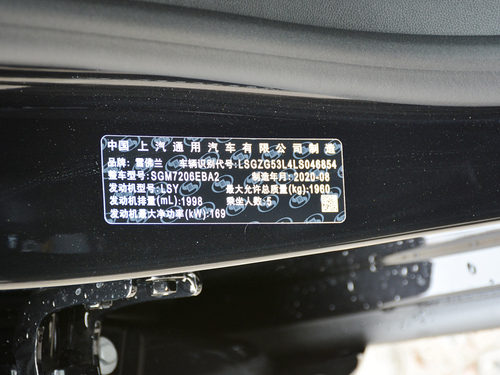 中国 上汽通用汽车有限公司制造
品牌：雪佛兰 车辆识别代号：LSGZG53L4LS046854
整车型号：SGM7206EBA2 制造年月：2020-08
发动机型号：LSY 最大允许总质量(kg)：1960
发动机排量(mL)：1998 乘坐人数：5
发动机最大净功率(kW)：169